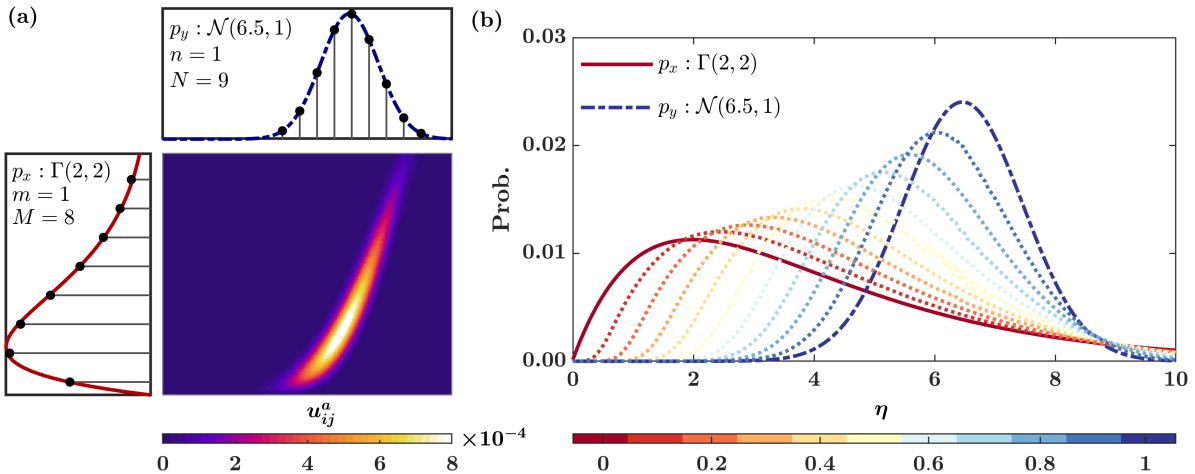 (a)
p_y : 𝒩(6.5, 1)
n = 1
N = 9
p_x : Γ(2, 2)
m = 1
M = 8
u^a_{ij}
×10^{-4}
0 2 4 6 8
(b)
Prob.
0.03
0.02
0.01
0.00
p_x : Γ(2, 2)
p_y : 𝒩(6.5, 1)
0 2 4 6 8 10
η
0 0.2 0.4 0.6 0.8 1